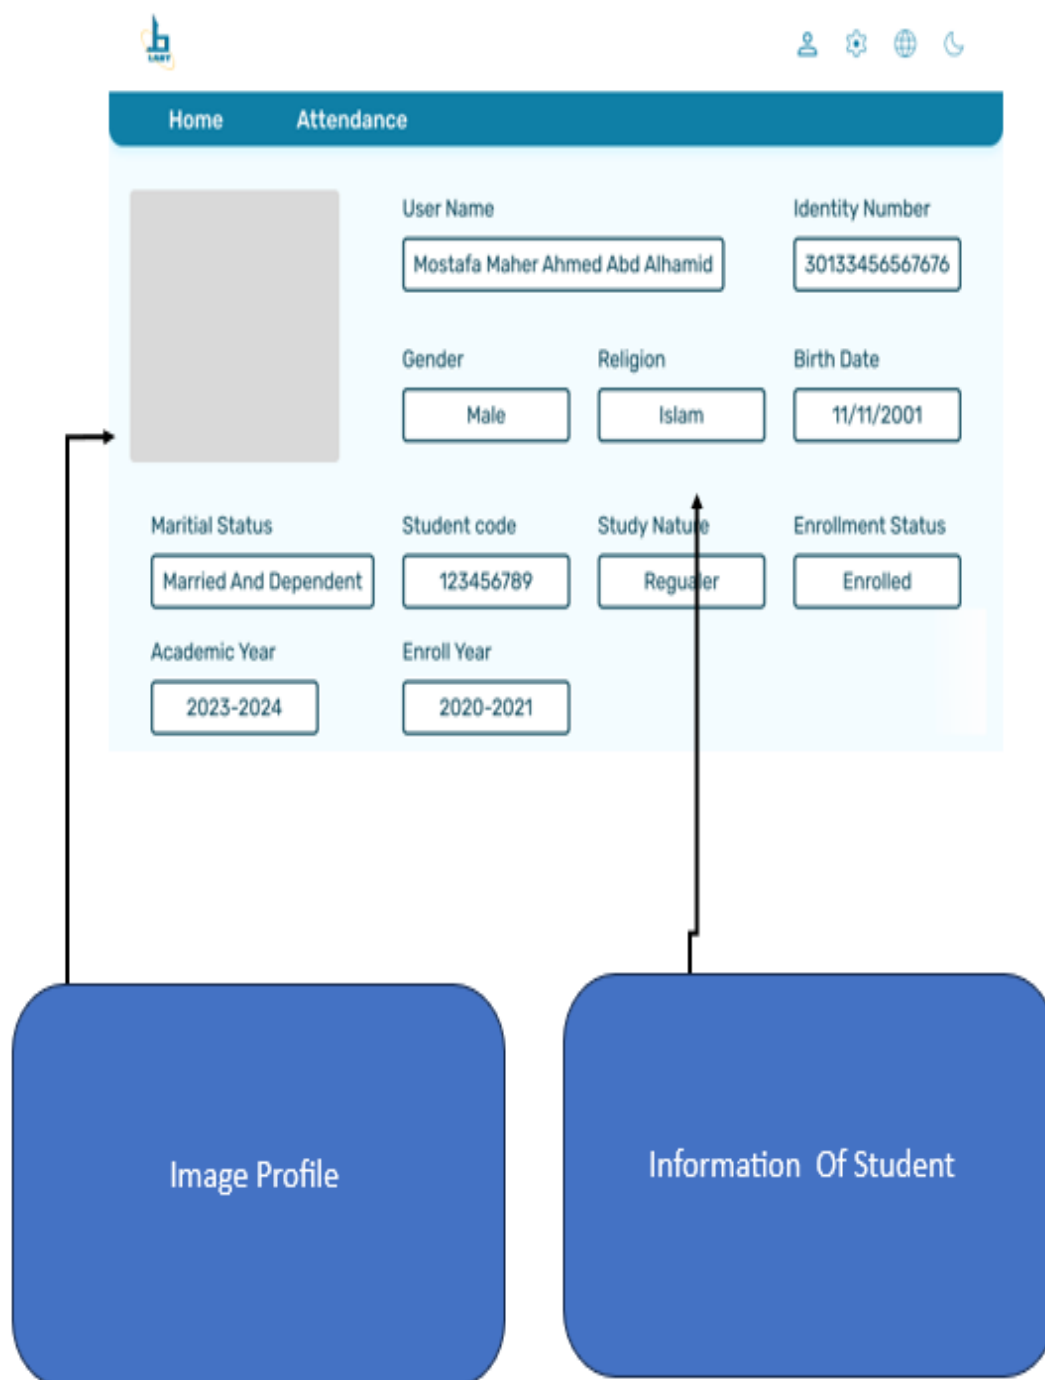 Home Attendance
User Name Identity Number
Mostafa Maher Ahmed Abd Alhamid 30133456567676
Gender Religion Birth Date
Male Islam 11/11/2001
Maritial Status Student code Study Nature Enrollment Status
Married And Dependent 123456789 Regualer Enrolled
Academic Year Enroll Year
2023-2024 2020-2021
Image Profile
Information Of Student